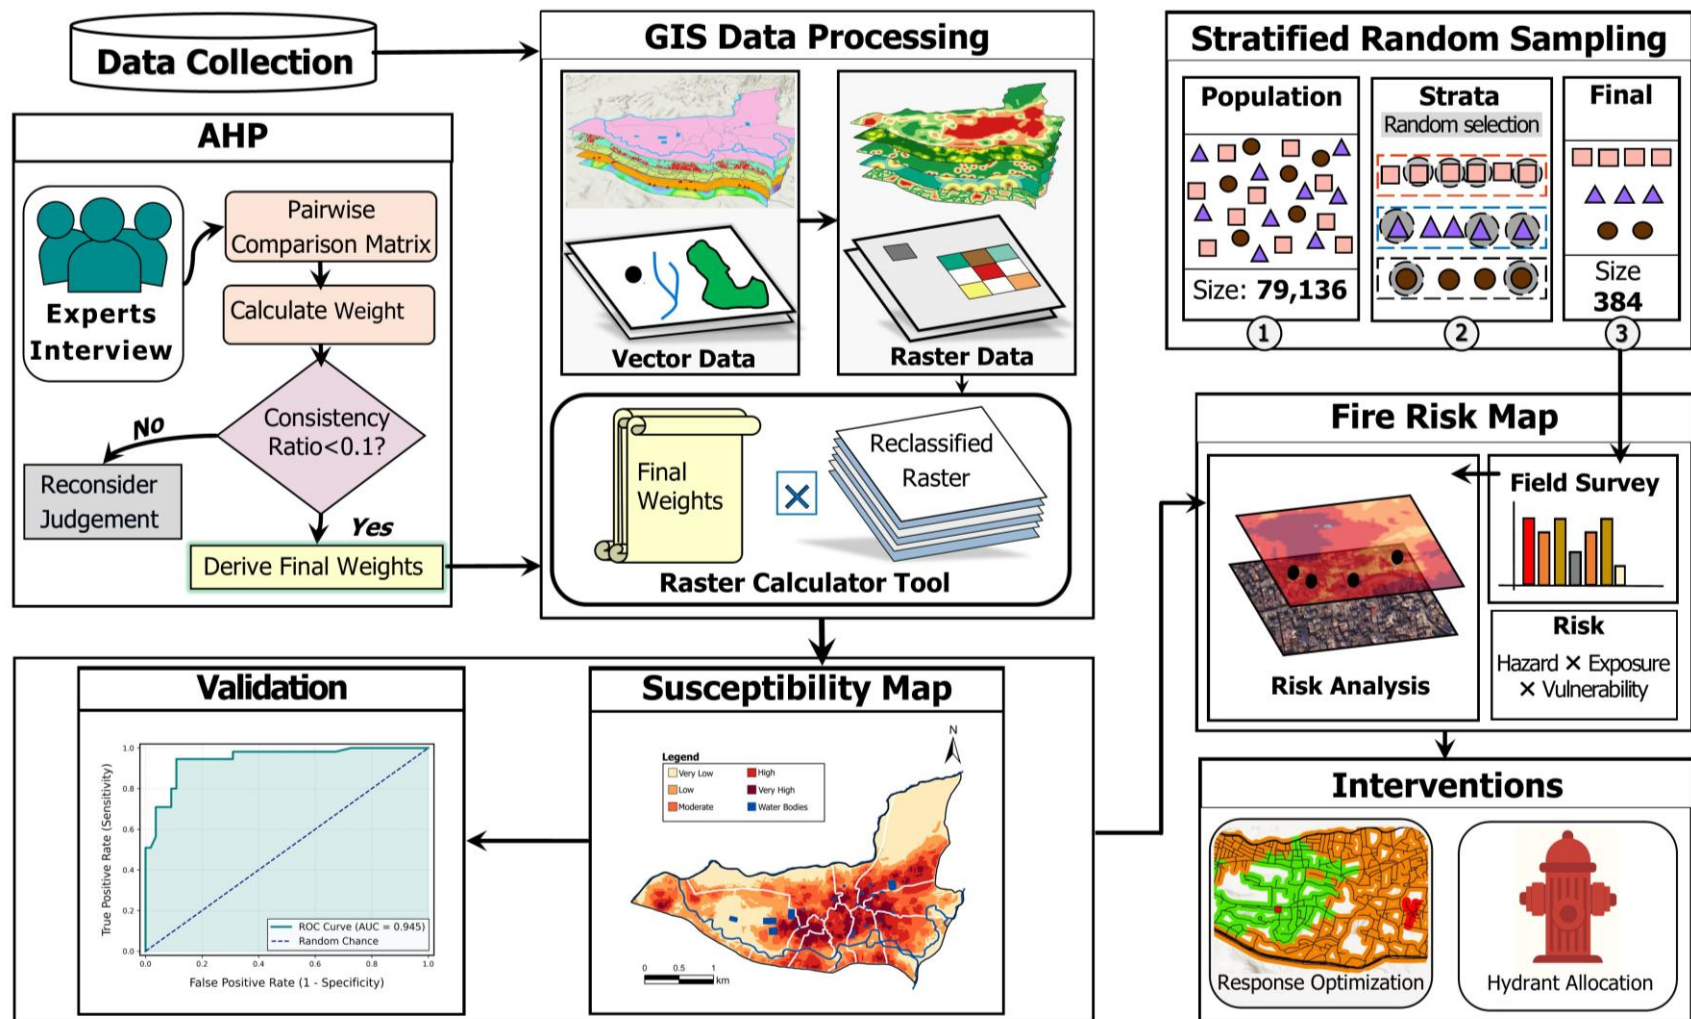 Data Collection
AHP
Experts
Interview
Pairwise
Comparison Matrix
Calculate Weight
Consistency
Ratio<0.1?
No
Reconsider
Judgement
Yes
Derive Final Weights
GIS Data Processing
Vector Data
Raster Data
Final
Weights
×
Reclassified
Raster
Raster Calculator Tool
Stratified Random Sampling
Population
Size: 79,136
1
Strata
Random selection
2
Final
Size
384
3
Validation
True Positive Rate (Sensitivity)
1.0
0.8
0.6
0.4
0.2
0.0
ROC Curve (AUC = 0.945)
Random Chance
0.0 0.2 0.4 0.6 0.8 1.0
False Positive Rate (1 - Specificity)
Susceptibility Map
N
Legend
Very Low
Low
Moderate
High
Very High
Water Bodies
0 0.5 1
km
Fire Risk Map
Risk Analysis
Field Survey
Risk
Hazard × Exposure
× Vulnerability
Interventions
Response Optimization
Hydrant Allocation